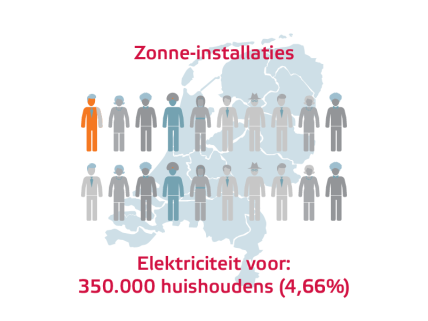 Zonne-installaties
Elektriciteit voor:
350.000 huishoudens (4,66%)